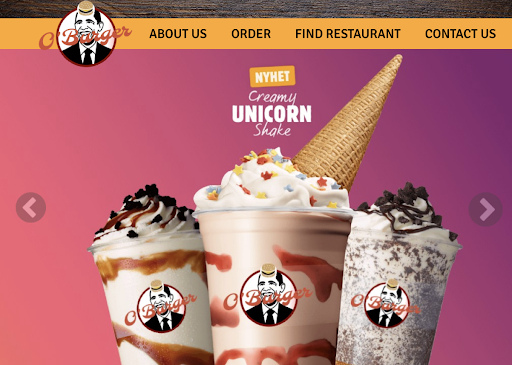 O'Burger
ABOUT US
ORDER
FIND RESTAURANT
CONTACT US
NYHET
Creamy
UNICORN
Shake
O'Burger
O'Burger
O'Burger